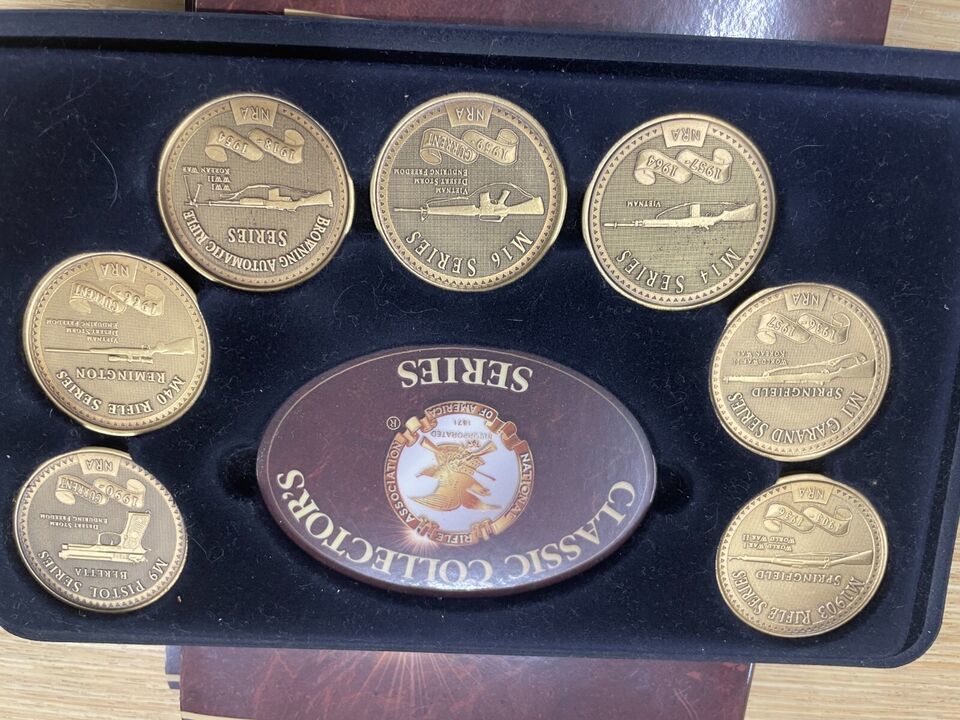 M1903 RIFLE SERIES
SPRINGFIELD
WORLD WAR I
WORLD WAR II
1903-
1936
NRA
M1 GARAND SERIES
SPRINGFIELD
WORLD WAR II
KOREAN WAR
1936-
1957
NRA
M14 SERIES
VIETNAM
1957-
1964
NRA
M16 SERIES
VIETNAM
DESERT STORM
ENDURING FREEDOM
1959-
CURRENT
NRA
BROWNING AUTOMATIC RIFLE
SERIES
WWI
WWII
KOREAN WAR
1918-
1954
NRA
M40 RIFLE SERIES
REMINGTON
VIETNAM
DESERT STORM
ENDURING FREEDOM
1966-
CURRENT
NRA
M9 PISTOL SERIES
BERETTA
DESERT STORM
ENDURING FREEDOM
1990-
CURRENT
NRA
CLASSIC COLLECTOR'S
NATIONAL RIFLE ASSOCIATION
INCORPORATED
1871
OF AMERICA
®
SERIES